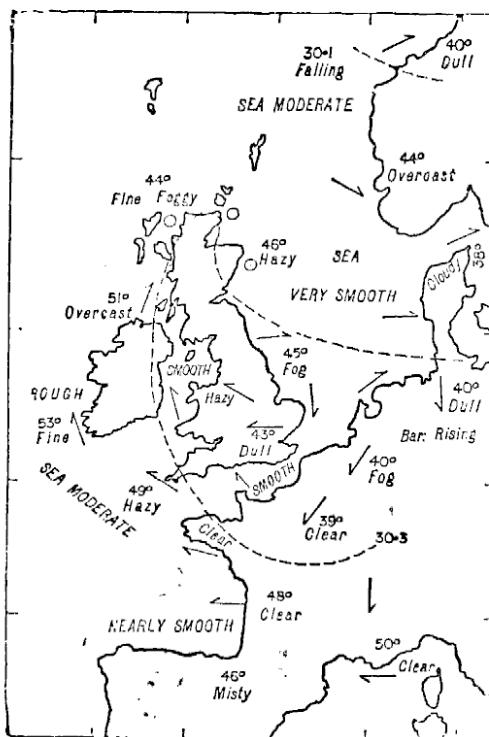 30·1
Falling
40°
Dull
SEA MODERATE
44°
Overcast
44°
Fine Foggy
46°
Hazy
SEA
VERY SMOOTH
Cloudy
38°
51°
Overcast
45°
Fog
SMOOTH
Hazy
ROUGH
53°
Fine
40°
Dull
Bar: Rising
43°
Dull
40°
Fog
SMOOTH
SEA MODERATE
49°
Hazy
39°
Clear
Clear
30·3
48°
Clear
NEARLY SMOOTH
46°
Misty
50°
Clear